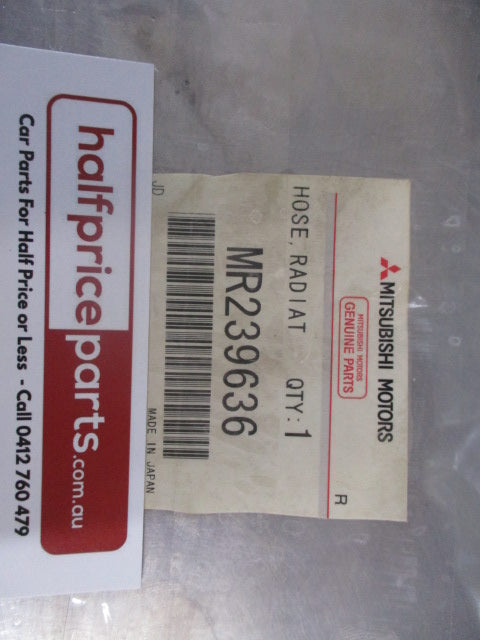 MITSUBISHI MOTORS
MITSUBISHI MOTORS
GENUINE PARTS
R
HOSE, RADIAT QTY:1
MR239636
JD
MADE IN JAPAN
halfpriceparts.com.au
Car Parts For Half Price or Less - Call 0412 760 479